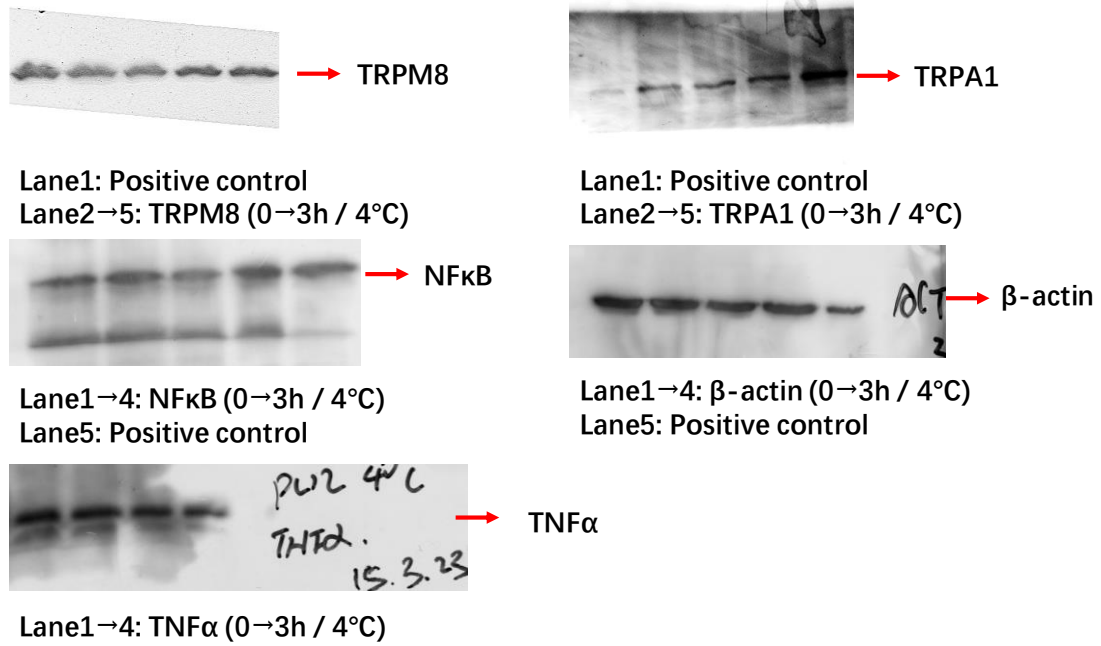 TRPM8
TRPA1
Lane1: Positive control
Lane2→5: TRPM8 (0→3h / 4°C)
Lane1: Positive control
Lane2→5: TRPA1 (0→3h / 4°C)
NFκB
ACT
2
β-actin
Lane1→4: NFκB (0→3h / 4°C)
Lane5: Positive control
Lane1→4: β-actin (0→3h / 4°C)
Lane5: Positive control
4°C
TNFα.
15.3.23
TNFα
Lane1→4: TNFα (0→3h / 4°C)